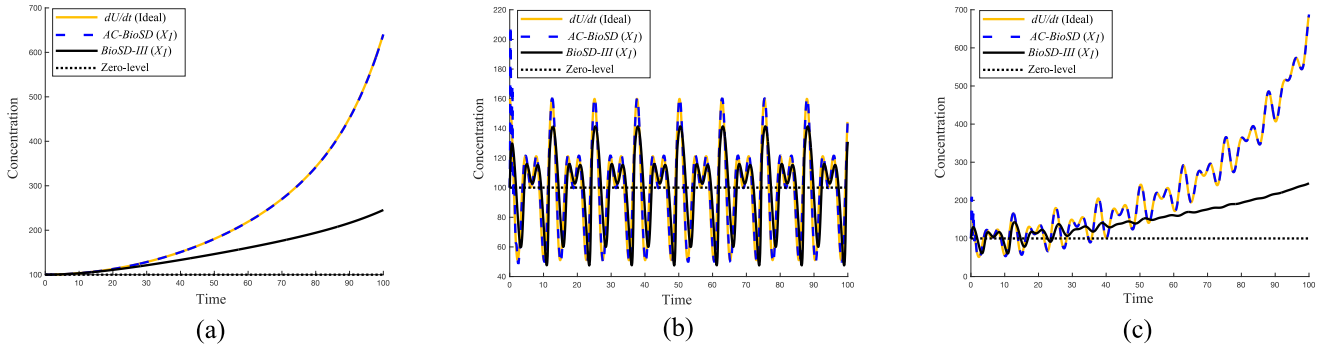 dU/dt (Ideal)
AC-BioSD (X1)
BioSD-III (X1)
Zero-level
700
600
500
400
300
200
100
0 10 20 30 40 50 60 70 80 90 100
Concentration
Time
(a)
dU/dt (Ideal)
AC-BioSD (X1)
BioSD-III (X1)
Zero-level
220
200
180
160
140
120
100
80
60
40
0 10 20 30 40 50 60 70 80 90 100
Concentration
Time
(b)
dU/dt (Ideal)
AC-BioSD (X1)
BioSD-III (X1)
Zero-level
700
600
500
400
300
200
100
0
0 10 20 30 40 50 60 70 80 90 100
Concentration
Time
(c)